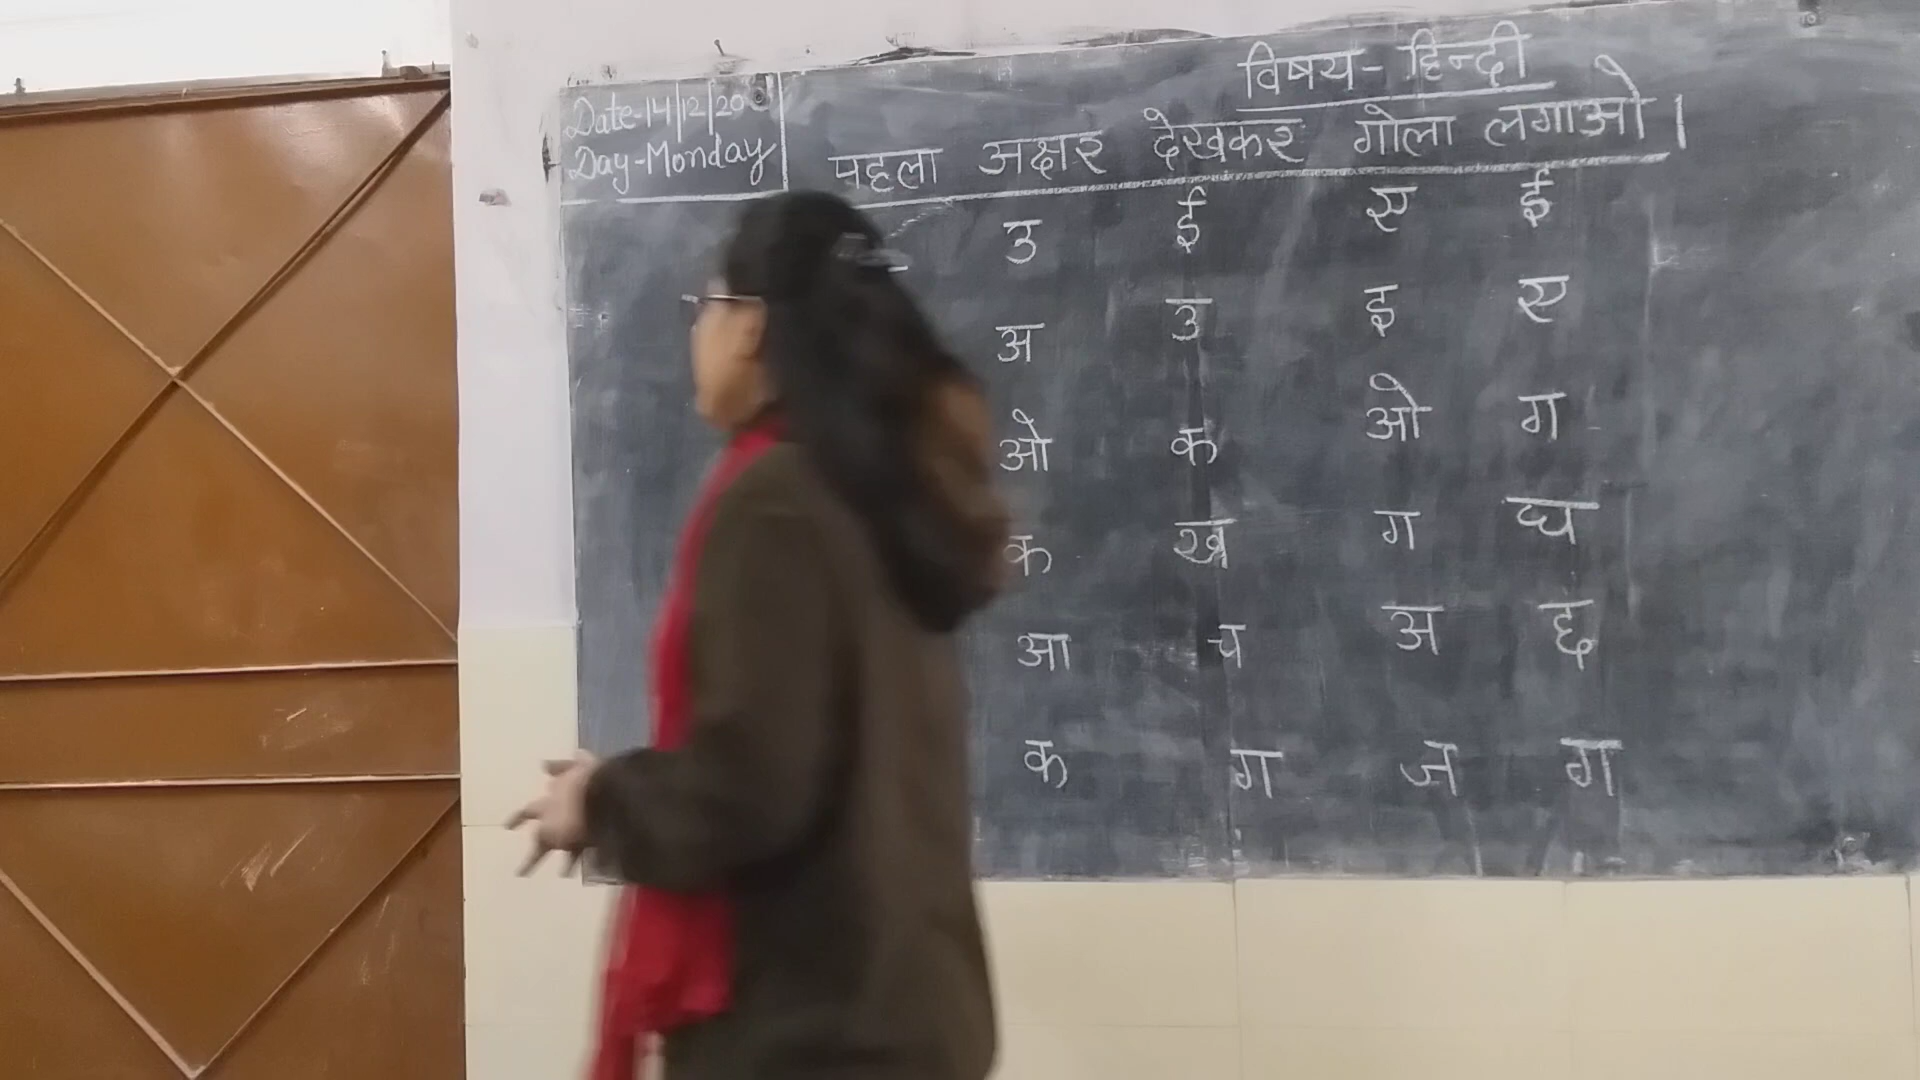 विषय- हिन्दी
Date-14/12/20
Day-Monday
पहला अक्षर देखकर गोला लगाओ।
उ ई स ई
अ उ इ स
ओ क ओ ग
क ख ग घ
आ च अ छ
क ग ज ग